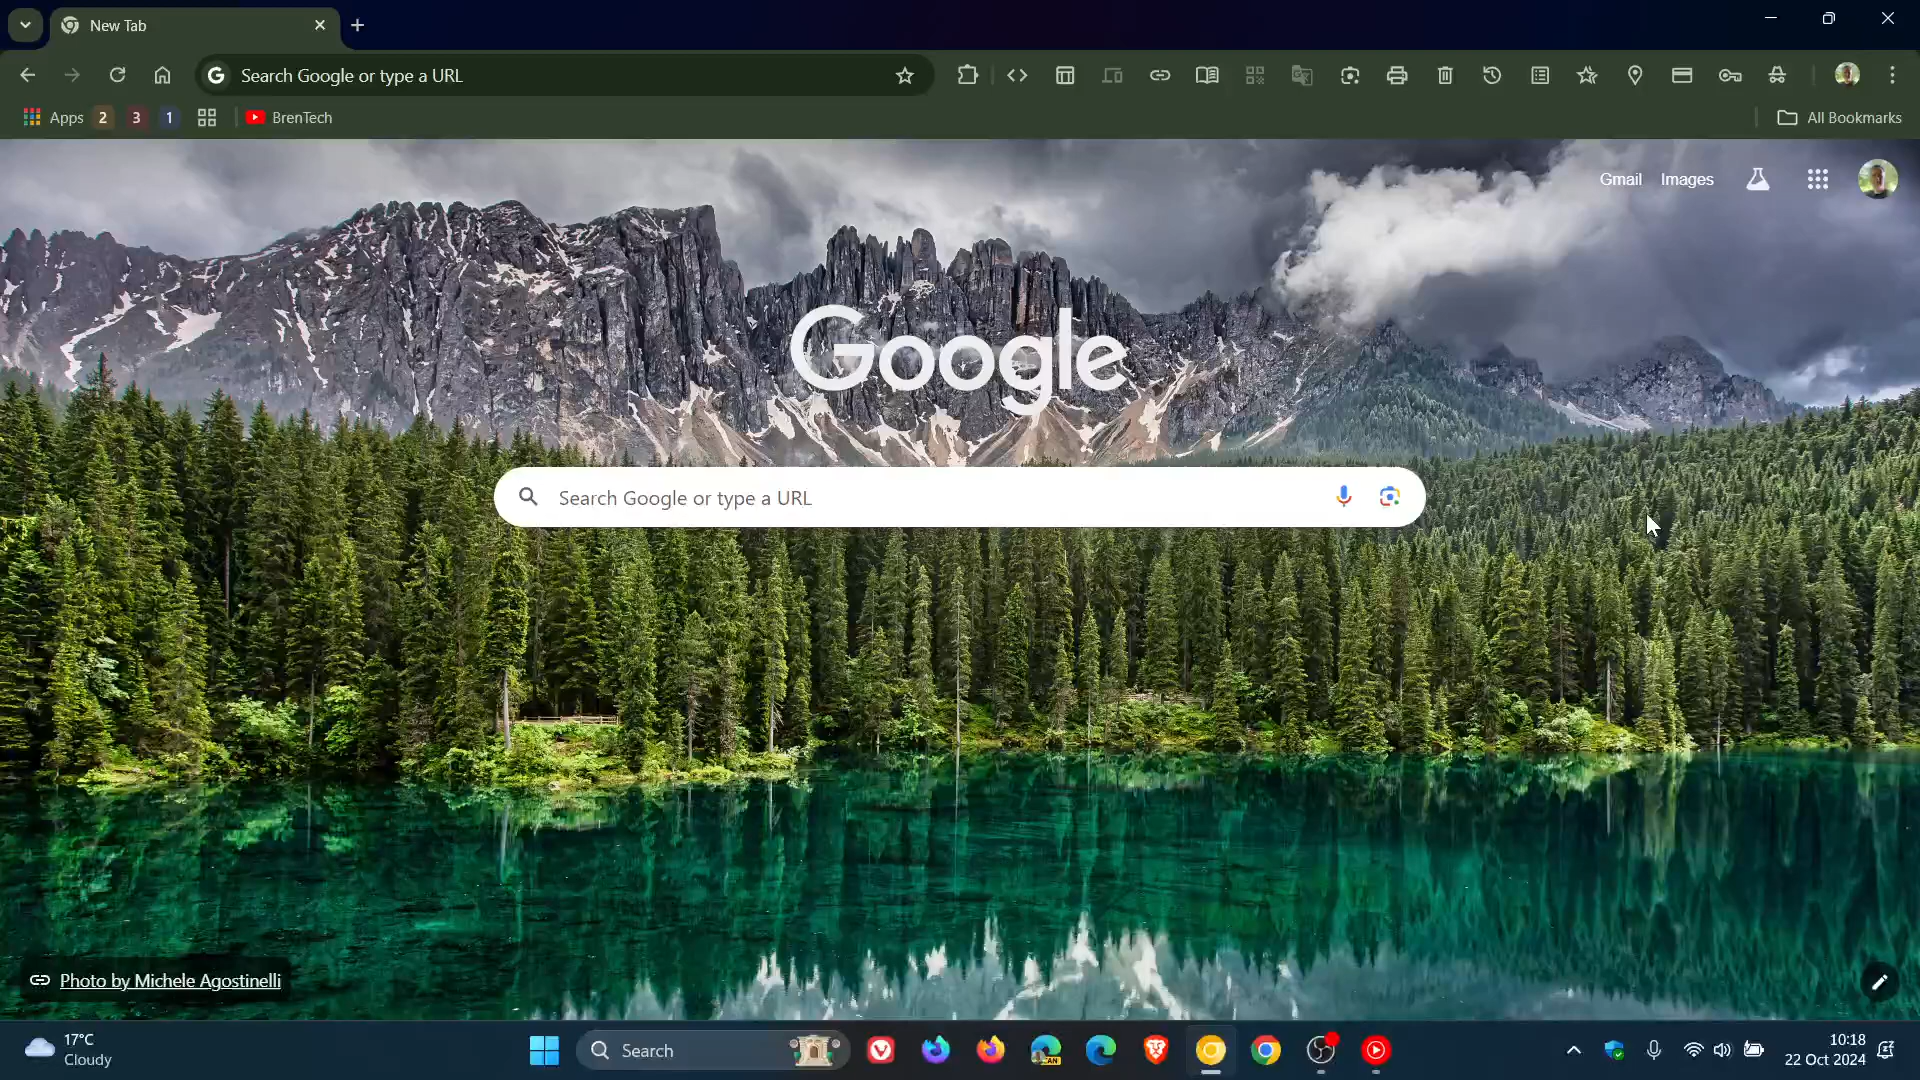 New Tab
Search Google or type a URL
Apps 2 3 1 BrenTech All Bookmarks
Gmail Images
Google
Search Google or type a URL
Photo by Michele Agostinelli
17°C
Cloudy
Search
CAN
10:18
22 Oct 2024